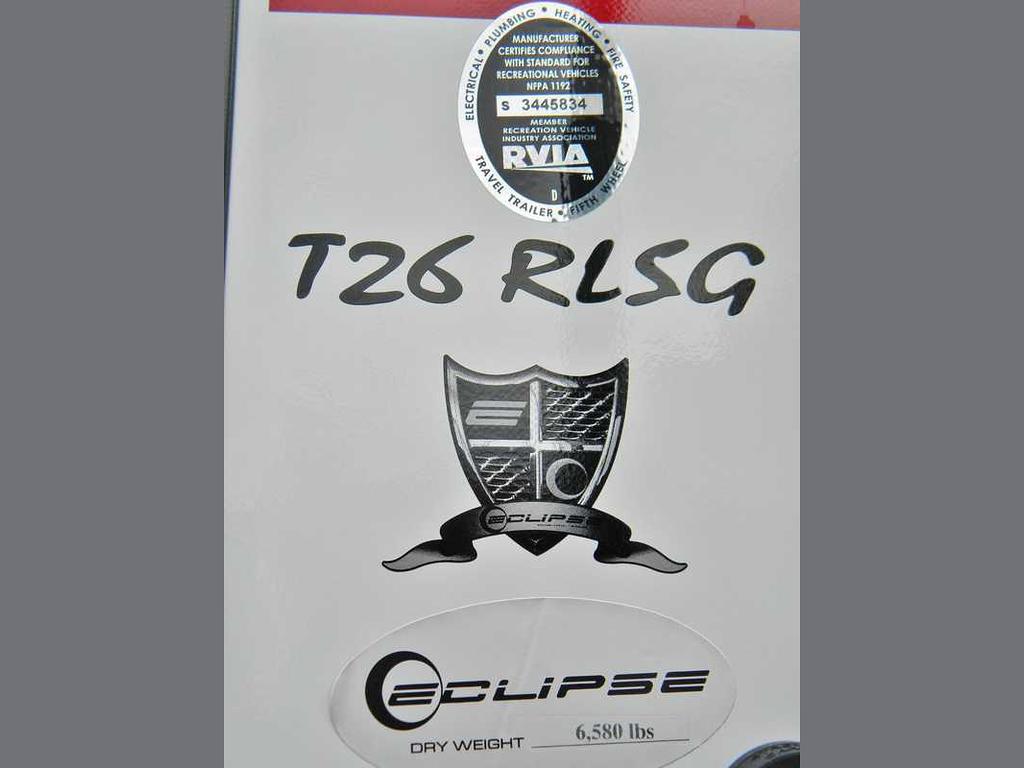 ELECTRICAL • PLUMBING • HEATING • FIRE SAFETY
MANUFACTURER
CERTIFIES COMPLIANCE
WITH STANDARD FOR
RECREATIONAL VEHICLES
NFPA 1192
S 3445834
MEMBER
RECREATION VEHICLE
INDUSTRY ASSOCIATION
RVIA
TM
D
TRAVEL TRAILER • FIFTH WHEEL
T26 RLSG
E
ECLIPSE
ECLIPSE
DRY WEIGHT 6,580 lbs